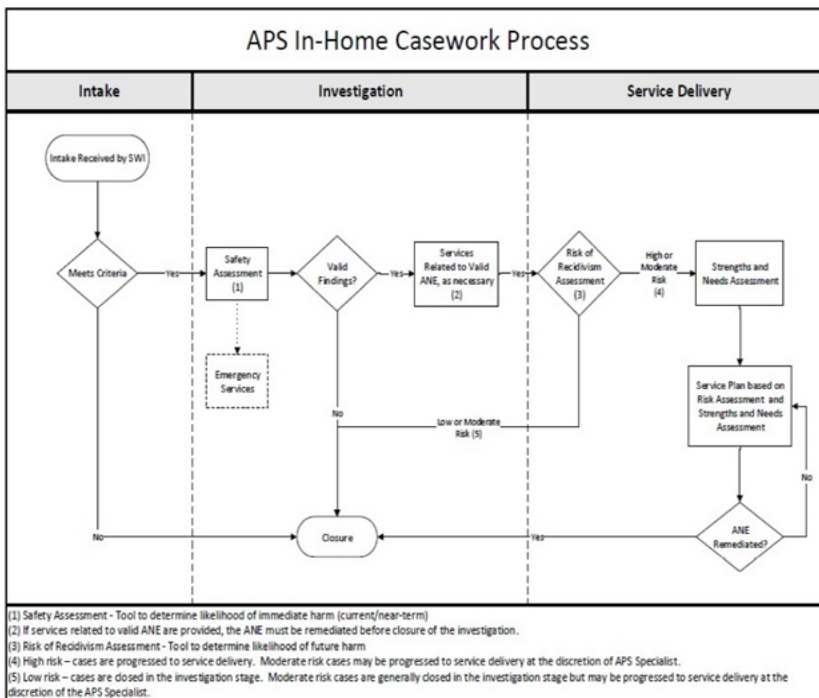 APS In-Home Casework Process
Intake
Investigation
Service Delivery
Intake Received by SWI
Meets Criteria
Yes
Safety
Assessment
(1)
Emergency
Services
Valid
Findings?
Yes
Services
Related to Valid
ANE, as necessary
(2)
Yes
Risk of
Recidivism
Assessment
(3)
High or
Moderate
Risk
(4)
Strengths and
Needs Assessment
Service Plan based on
Risk Assessment and
Strengths and Needs
Assessment
No
Low or Moderate
Risk (5)
No
No
Closure
Yes
ANE
Remediated?
(1) Safety Assessment - Tool to determine likelihood of immediate harm (current/near-term)
(2) If services related to valid ANE are provided, the ANE must be remediated before closure of the investigation.
(3) Risk of Recidivism Assessment - Tool to determine likelihood of future harm
(4) High risk – cases are progressed to service delivery. Moderate risk cases may be progressed to service delivery at the discretion of APS Specialist.
(5) Low risk – cases are closed in the investigation stage. Moderate risk cases are generally closed in the investigation stage but may be progressed to service delivery at the
discretion of the APS Specialist.